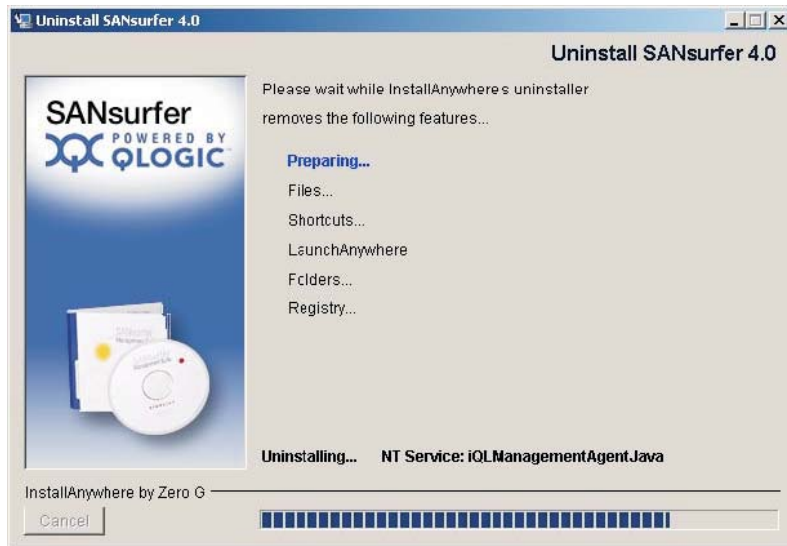 Uninstall SANsurfer 4.0
Uninstall SANsurfer 4.0
SANsurfer
POWERED BY
QLOGIC
Please wait while InstallAnywhere's uninstaller
removes the following features...
Preparing...
Files...
Shortcuts...
LaunchAnywhere
Folders...
Registry...
SANsurfer
Uninstalling... NT Service: iQLManagementAgentJava
InstallAnywhere by Zero G
Cancel